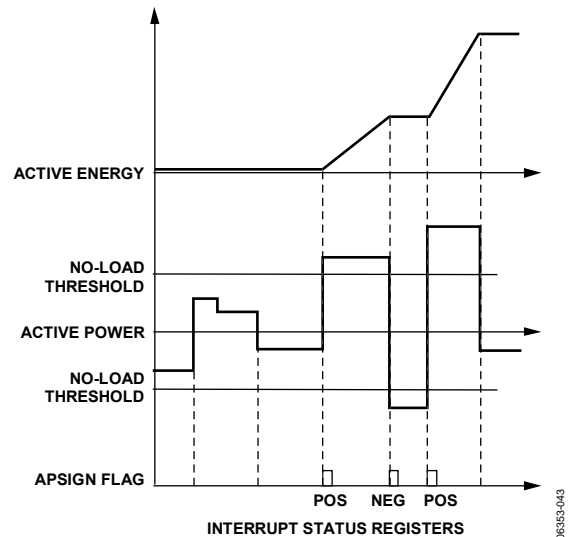 ACTIVE ENERGY
NO-LOAD
THRESHOLD
ACTIVE POWER
NO-LOAD
THRESHOLD
APSIGN FLAG
POS NEG POS
INTERRUPT STATUS REGISTERS
06353-043